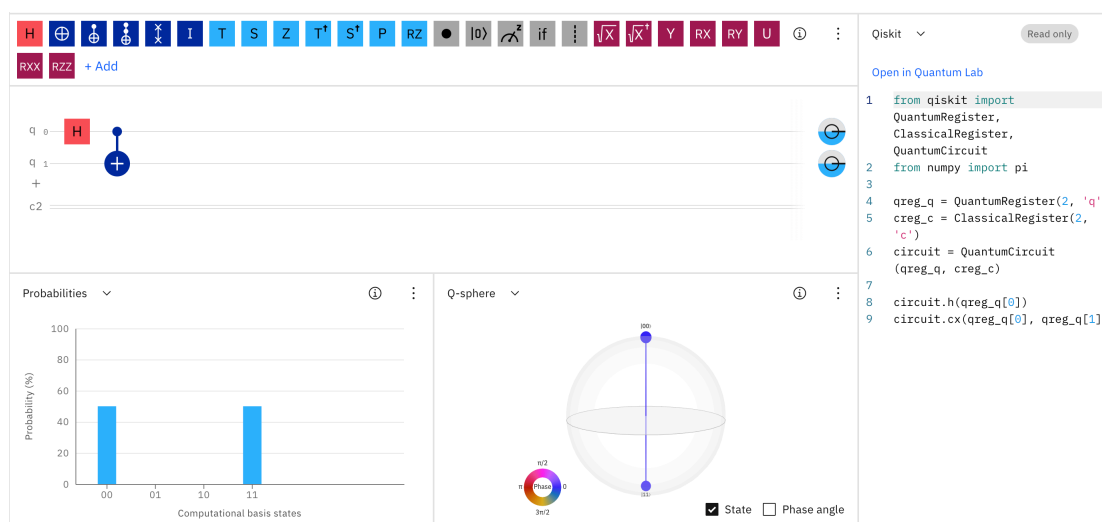 H T S Z T† S† P RZ |0⟩ z if √X √X† Y RX RY U
I
RXX RZZ + Add
q 0 H
q 1
+
c2
Qiskit Read only
Open in Quantum Lab
1 from qiskit import
QuantumRegister,
ClassicalRegister,
QuantumCircuit
2 from numpy import pi
3
4 qreg_q = QuantumRegister(2, 'q'
5 creg_c = ClassicalRegister(2,
'c')
6 circuit = QuantumCircuit
(qreg_q, creg_c)
7
8 circuit.h(qreg_q[0])
9 circuit.cx(qreg_q[0], qreg_q[1]
Probabilities
Probability (%)
100
80
60
40
20
0
00 01 10 11
Computational basis states
Q-sphere
|00⟩
|11⟩
π/2
π Phase 0
3π/2
State Phase angle